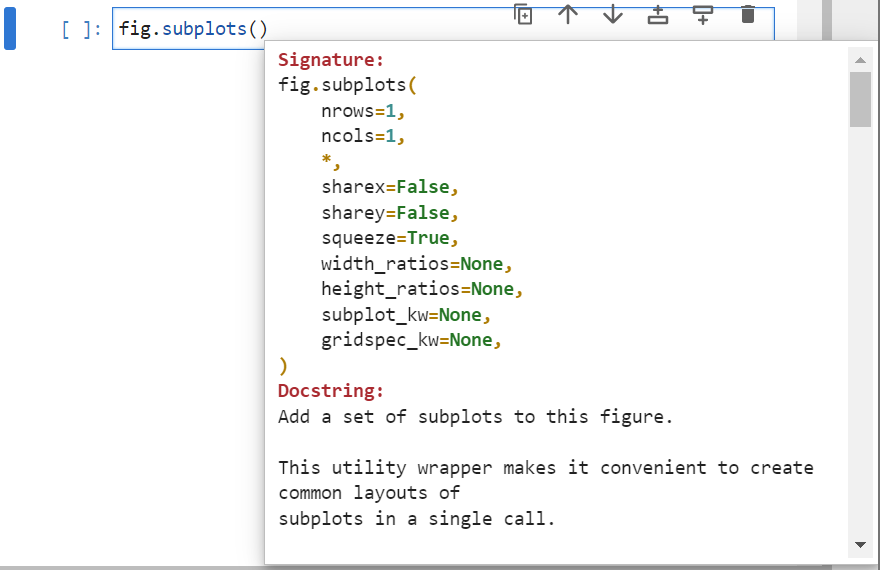 [ ]: fig.subplots()
Signature:
fig.subplots(
    nrows=1,
    ncols=1,
    *,
    sharex=False,
    sharey=False,
    squeeze=True,
    width_ratios=None,
    height_ratios=None,
    subplot_kw=None,
    gridspec_kw=None,
)
Docstring:
Add a set of subplots to this figure.
This utility wrapper makes it convenient to create
common layouts of
subplots in a single call.